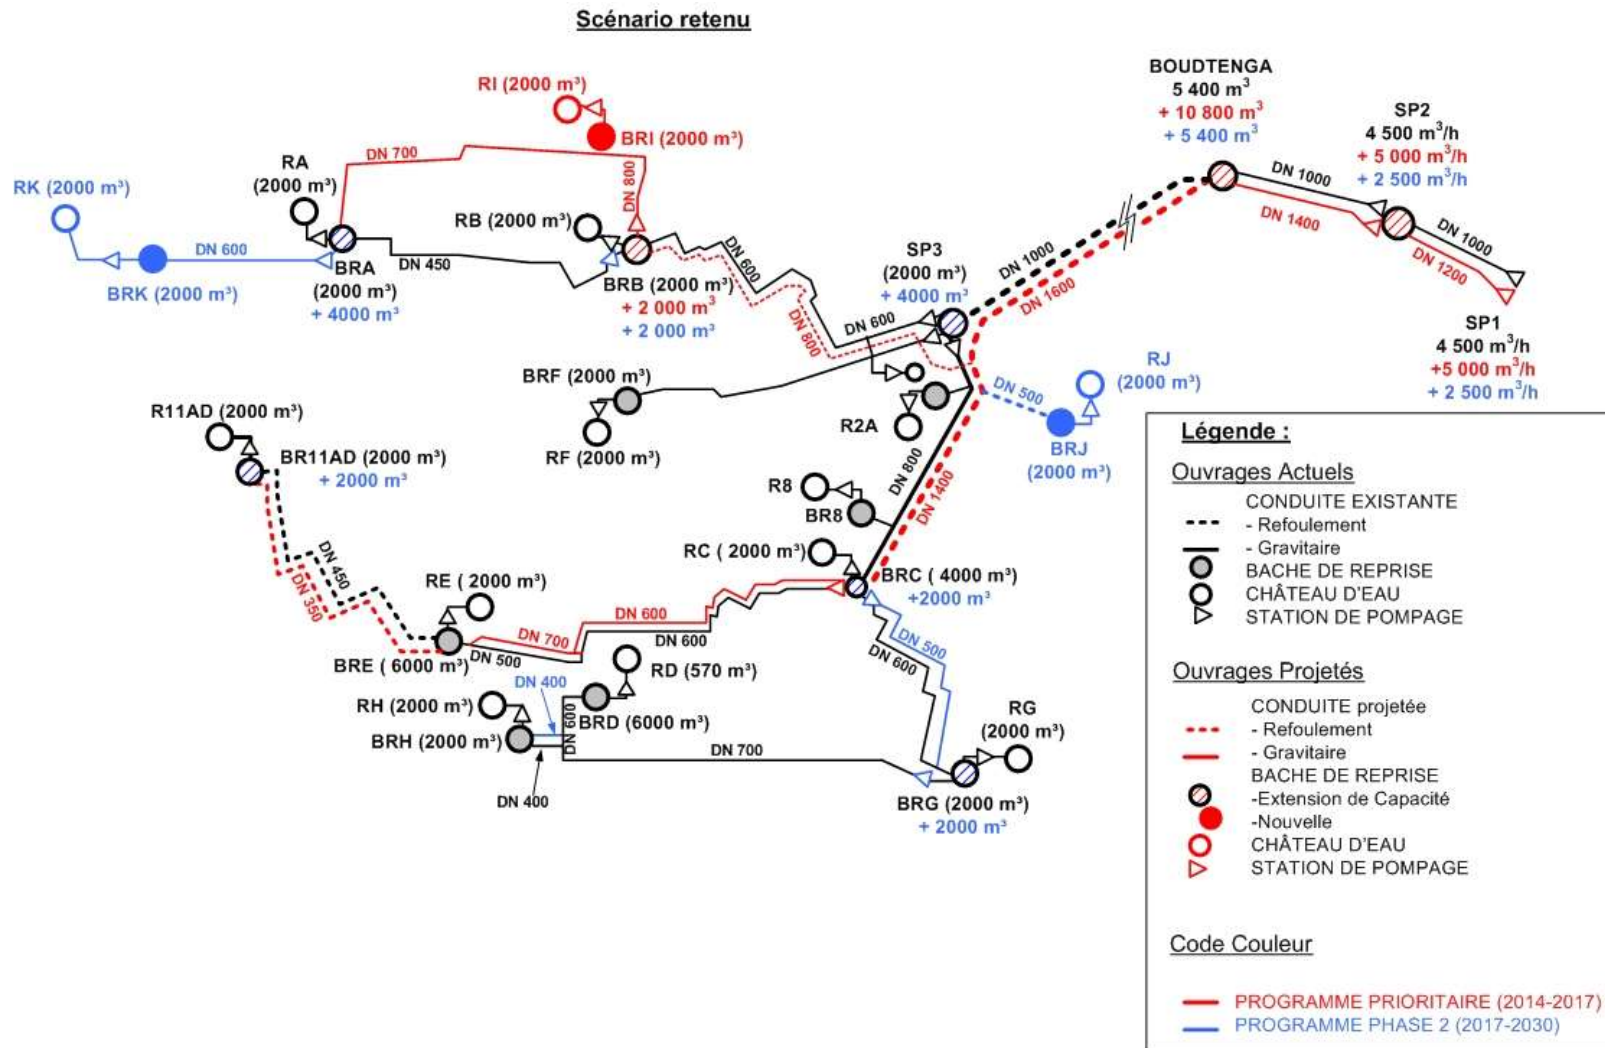 Scénario retenu
BOUDTENGA
5 400 m³
+ 10 800 m³
+ 5 400 m³
SP2
4 500 m³/h
+ 5 000 m³/h
+ 2 500 m³/h
RI (2000 m³)
BRI (2000 m³)
DN 700
DN 800
RA
(2000 m³)
RK (2000 m³)
RB (2000 m³)
DN 600
BRK (2000 m³)
BRA
(2000 m³)
+ 4000 m³
DN 450
BRB (2000 m³)
+ 2 000 m³
+ 2 000 m³
DN 600
DN 800
DN 600
SP3
(2000 m³)
+ 4000 m³
DN 1000
DN 1600
DN 1000
DN 1400
DN 1000
DN 1200
SP1
4 500 m³/h
+5 000 m³/h
+ 2 500 m³/h
BRF (2000 m³)
RF (2000 m³)
R2A
DN 500
RJ
(2000 m³)
BRJ
(2000 m³)
R11AD (2000 m³)
BR11AD (2000 m³)
+ 2000 m³
R8
BR8
DN 800
DN 1400
RC ( 2000 m³)
BRC ( 4000 m³)
+2000 m³
DN 450
DN 350
RE ( 2000 m³)
BRE ( 6000 m³)
DN 600
DN 700
DN 600
DN 500
DN 500
DN 600
DN 400
RD (570 m³)
RH (2000 m³)
DN 600
BRD (6000 m³)
BRH (2000 m³)
DN 700
DN 400
RG
(2000 m³)
BRG (2000 m³)
+ 2000 m³
Légende :
Ouvrages Actuels
CONDUITE EXISTANTE
- Refoulement
- Gravitaire
BACHE DE REPRISE
CHÂTEAU D'EAU
STATION DE POMPAGE
Ouvrages Projetés
CONDUITE projetée
- Refoulement
- Gravitaire
BACHE DE REPRISE
-Extension de Capacité
-Nouvelle
CHÂTEAU D'EAU
STATION DE POMPAGE
Code Couleur
PROGRAMME PRIORITAIRE (2014-2017)
PROGRAMME PHASE 2 (2017-2030)